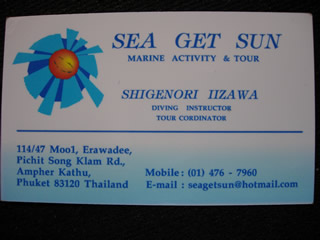 SEA GET SUN
MARINE ACTIVITY & TOUR
SHIGENORI IIZAWA
DIVING INSTRUCTOR
TOUR CORDINATOR
114/47 Moo1, Erawadee,
Pichit Song Klam Rd.,
Ampher Kathu,
Phuket 83120 Thailand
Mobile: (01) 476 - 7960
E-mail : seagetsun@hotmail.com